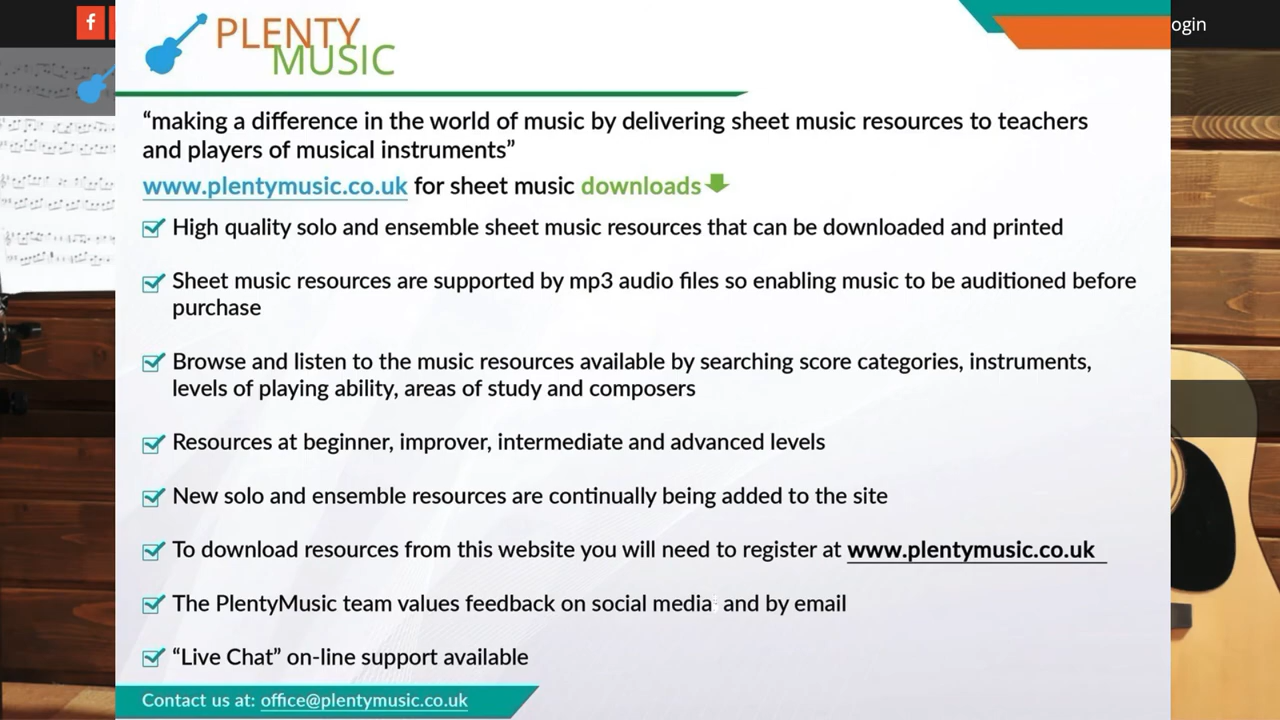 ogin
PLENTY
MUSIC
“making a difference in the world of music by delivering sheet music resources to teachers
and players of musical instruments”
www.plentymusic.co.uk for sheet music downloads
High quality solo and ensemble sheet music resources that can be downloaded and printed
Sheet music resources are supported by mp3 audio files so enabling music to be auditioned before
purchase
Browse and listen to the music resources available by searching score categories, instruments,
levels of playing ability, areas of study and composers
Resources at beginner, improver, intermediate and advanced levels
New solo and ensemble resources are continually being added to the site
To download resources from this website you will need to register at www.plentymusic.co.uk
The PlentyMusic team values feedback on social media and by email
“Live Chat” on-line support available
Contact us at: office@plentymusic.co.uk